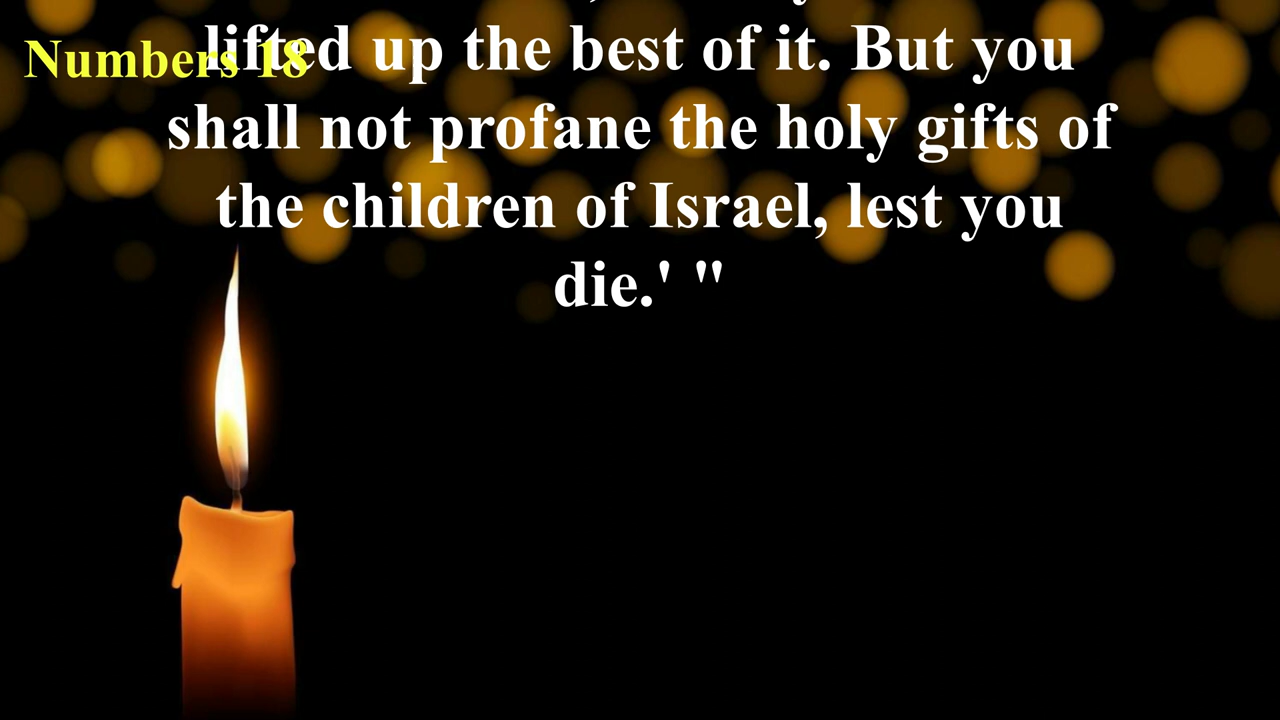 Numbers 18
lifted up the best of it. But you
shall not profane the holy gifts of
the children of Israel, lest you
die.' "